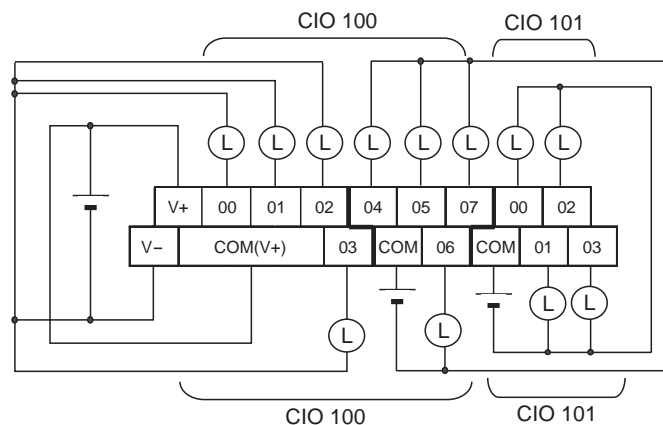 CIO 100
CIO 101
L L L L L L L L
V+ 00 01 02 04 05 07 00 02
V− COM(V+) 03 COM 06 COM 01 03
L L L L
CIO 100
CIO 101